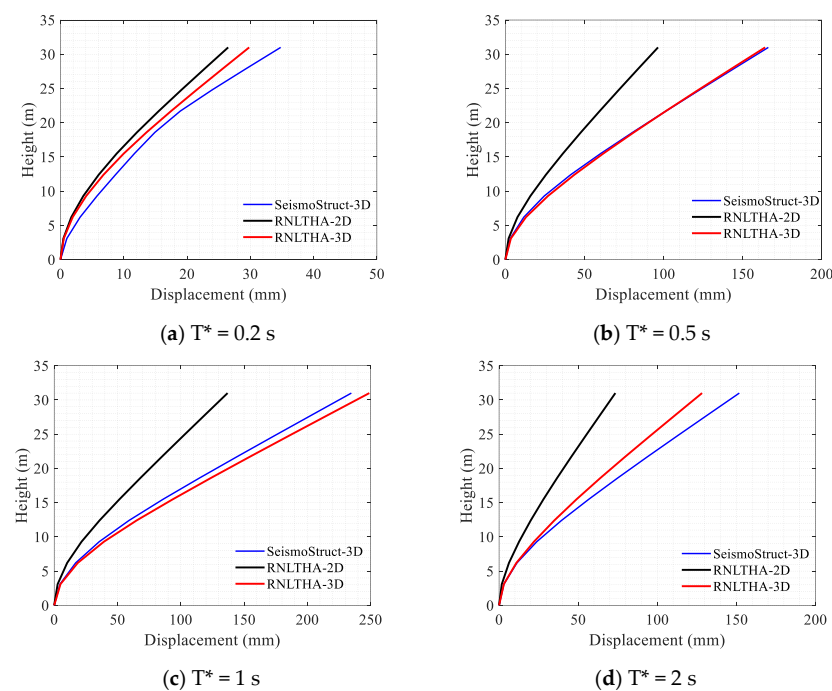 35
30
25
20
15
10
5
0
Height (m)
SeismoStruct-3D
RNLTHA-2D
RNLTHA-3D
0 10 20 30 40 50
Displacement (mm)
(a) T* = 0.2 s
35
30
25
20
15
10
5
0
Height (m)
SeismoStruct-3D
RNLTHA-2D
RNLTHA-3D
0 50 100 150 200
Displacement (mm)
(b) T* = 0.5 s
35
30
25
20
15
10
5
0
Height (m)
SeismoStruct-3D
RNLTHA-2D
RNLTHA-3D
0 50 100 150 200 250
Displacement (mm)
(c) T* = 1 s
35
30
25
20
15
10
5
0
Height (m)
SeismoStruct-3D
RNLTHA-2D
RNLTHA-3D
0 50 100 150 200
Displacement (mm)
(d) T* = 2 s